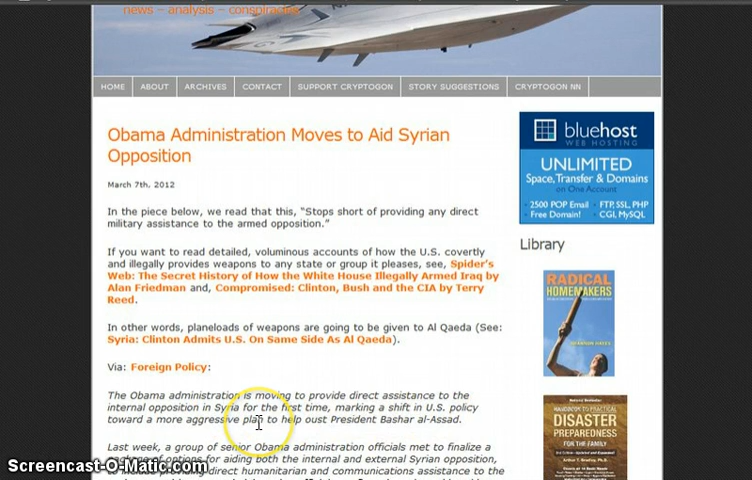 news – analysis – conspiracies
HOME
ABOUT
ARCHIVES
CONTACT
SUPPORT CRYPTOGON
STORY SUGGESTIONS
CRYPTOGON NN
Obama Administration Moves to Aid Syrian
Opposition
March 7th, 2012
In the piece below, we read that this, “Stops short of providing any direct
military assistance to the armed opposition.”
If you want to read detailed, voluminous accounts of how the U.S. covertly
and illegally provides weapons to any state or group it pleases, see, Spider's
Web: The Secret History of How the White House Illegally Armed Iraq by
Alan Friedman and, Compromised: Clinton, Bush and the CIA by Terry
Reed.
In other words, planeloads of weapons are going to be given to Al Qaeda (See:
Syria: Clinton Admits U.S. On Same Side As Al Qaeda).
Via: Foreign Policy:
The Obama administration is moving to provide direct assistance to the
internal opposition in Syria for the first time, marking a shift in U.S. policy
toward a more aggressive plan to help oust President Bashar al-Assad.
Last week, a group of senior Obama administration officials met to finalize a
package of options for aiding both the internal and external Syrian opposition,
to include providing direct humanitarian and communications assistance to the
bluehost
WEB HOSTING
UNLIMITED
Space, Transfer & Domains
on One Account
· 2500 POP Email · FTP, SSL, PHP
· Free Domain! · CGI, MySQL
Library
RADICAL
HOMEMAKERS
SHANNON HAYES
HANDBOOK TO PRACTICAL
DISASTER
PREPAREDNESS
FOR THE FAMILY
Screencast-O-Matic.com